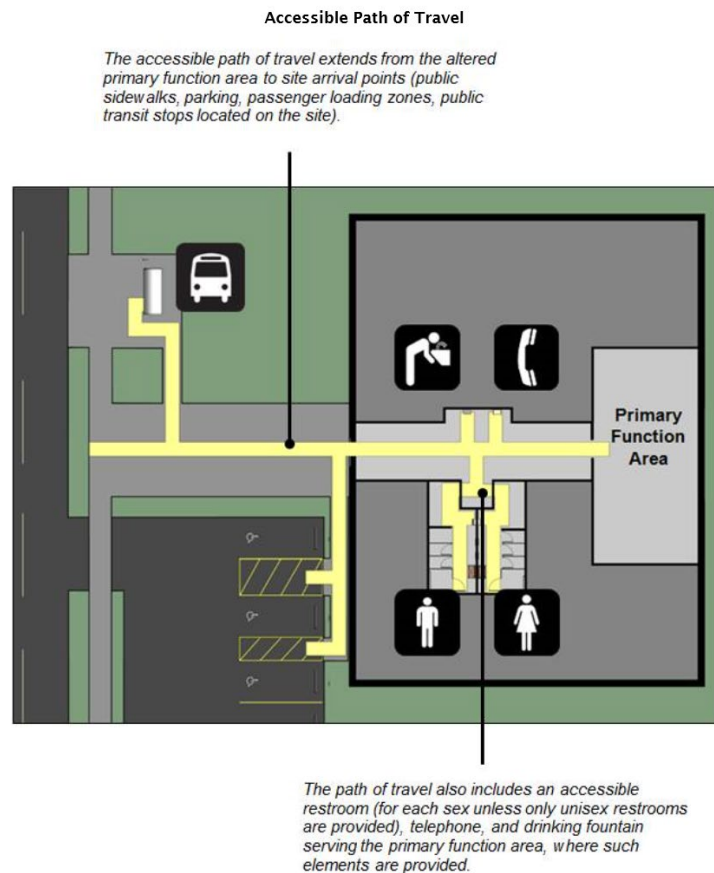 Accessible Path of Travel
The accessible path of travel extends from the altered
primary function area to site arrival points (public
sidewalks, parking, passenger loading zones, public
transit stops located on the site).
Primary
Function
Area
The path of travel also includes an accessible
restroom (for each sex unless only unisex restrooms
are provided), telephone, and drinking fountain
serving the primary function area, where such
elements are provided.